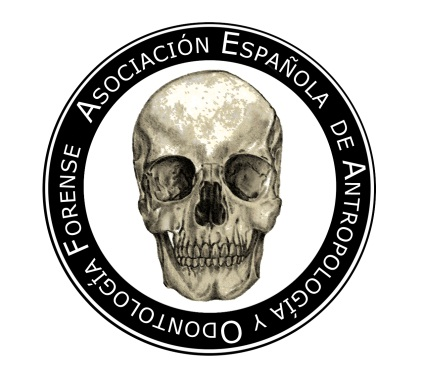 ASOCIACIÓN ESPAÑOLA DE ANTROPOLOGÍA Y ODONTOLOGÍA FORENSE